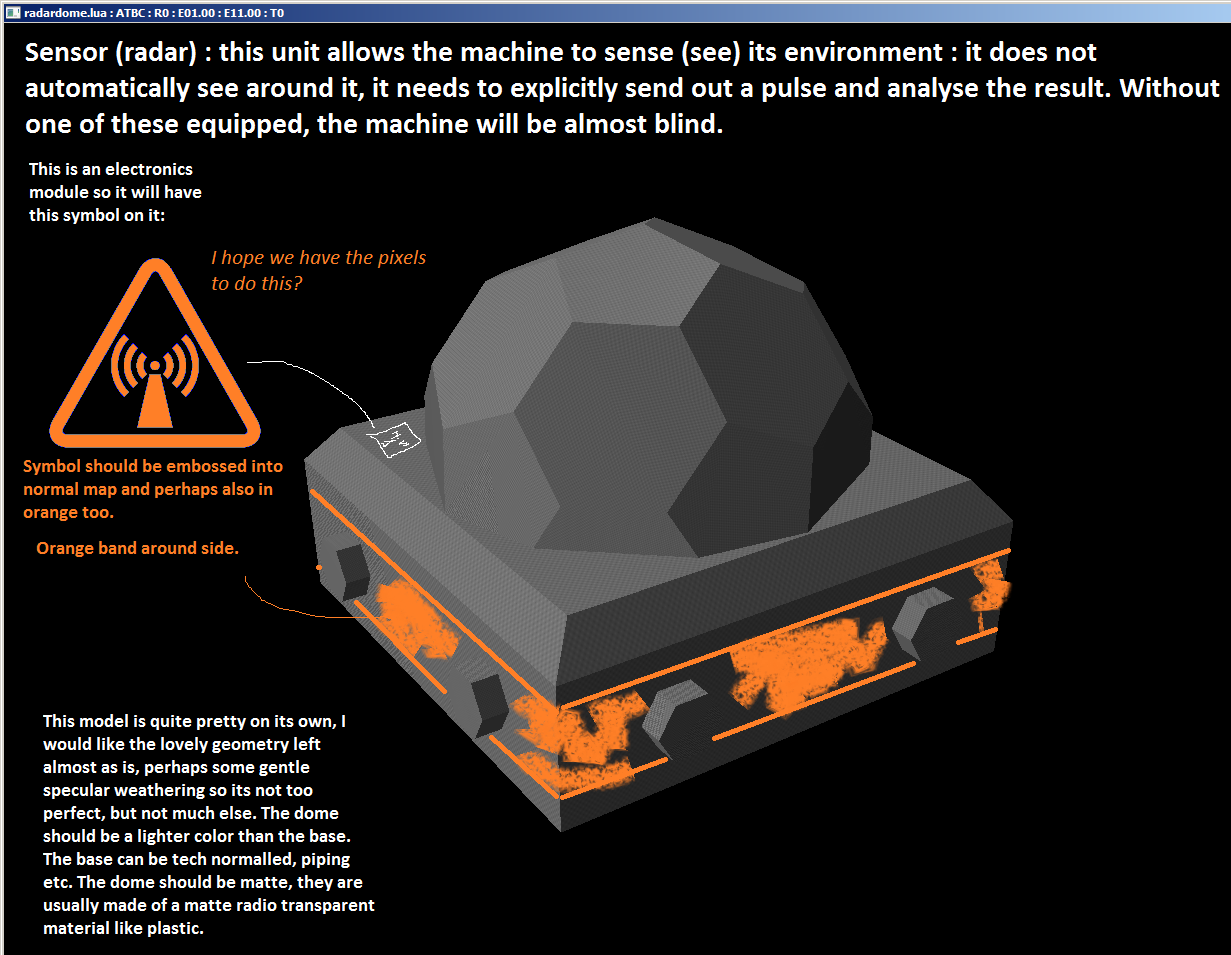 radardome.lua : ATBC : R0 : E01.00 : E11.00 : T0
Sensor (radar) : this unit allows the machine to sense (see) its environment : it does not
automatically see around it, it needs to explicitly send out a pulse and analyse the result. Without
one of these equipped, the machine will be almost blind.
This is an electronics
module so it will have
this symbol on it:
I hope we have the pixels
to do this?
Symbol should be embossed into
normal map and perhaps also in
orange too.
Orange band around side.
This model is quite pretty on its own, I
would like the lovely geometry left
almost as is, perhaps some gentle
specular weathering so its not too
perfect, but not much else. The dome
should be a lighter color than the base.
The base can be tech normalled, piping
etc. The dome should be matte, they are
usually made of a matte radio transparent
material like plastic.